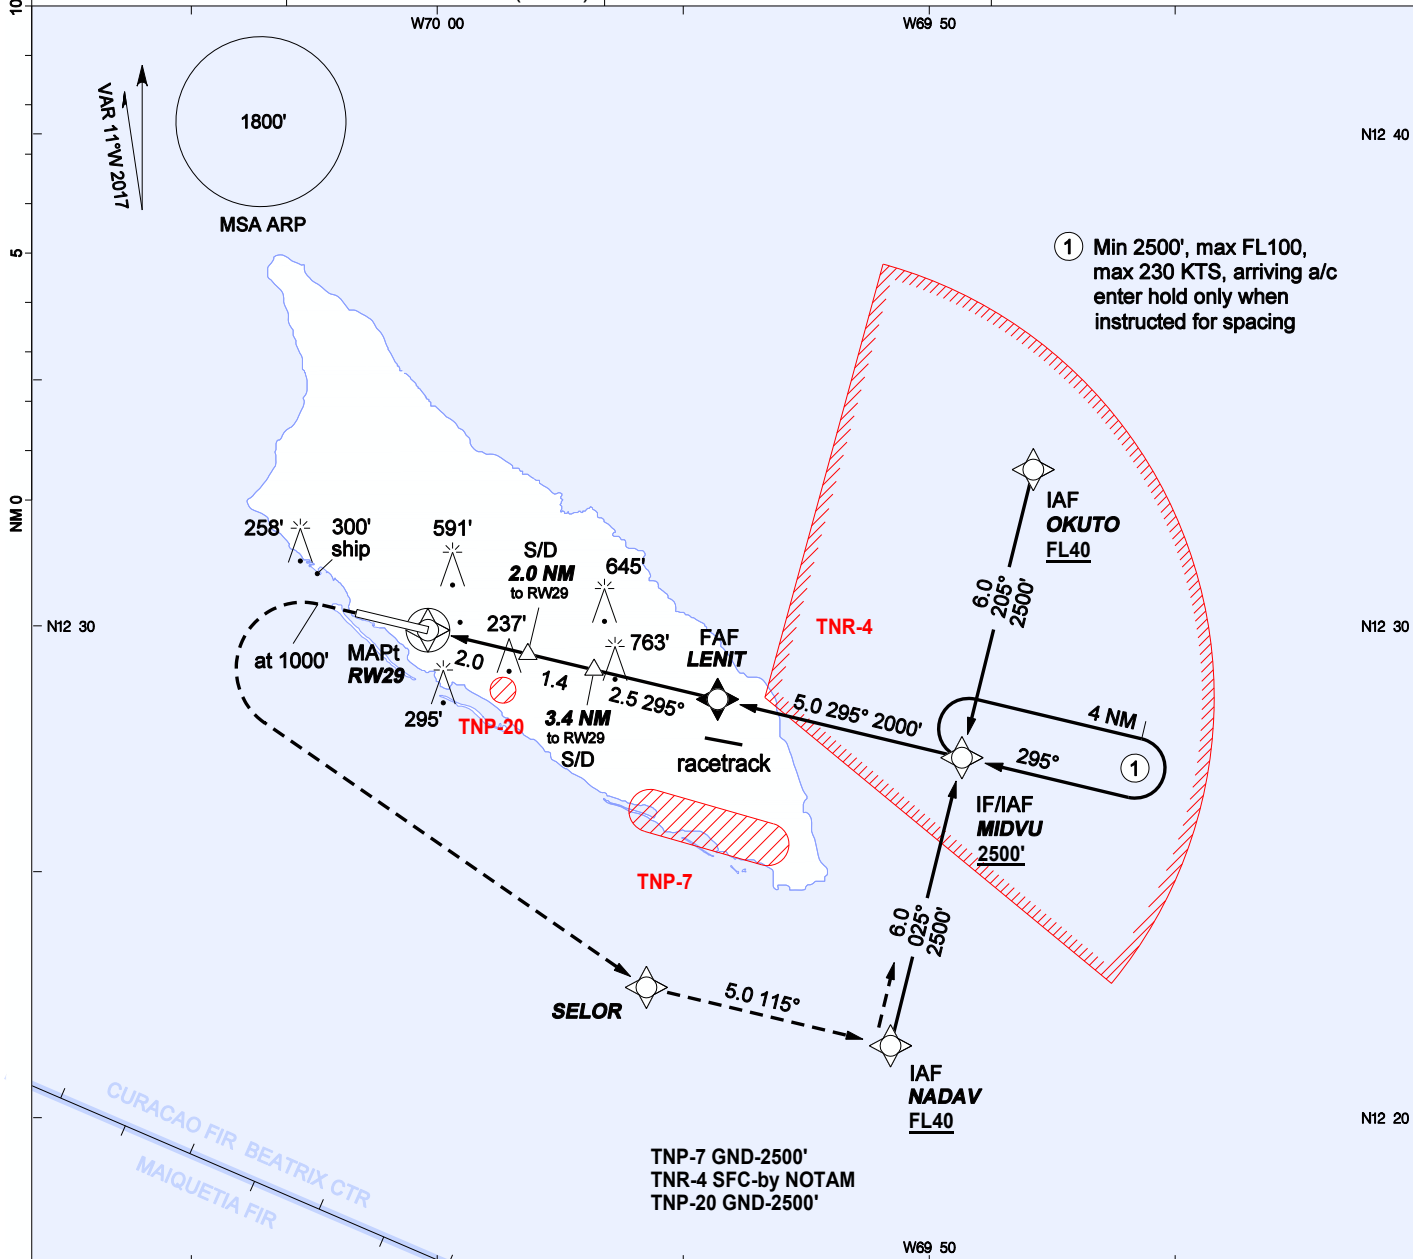 10
W70 00
W69 50
VAR 11°W 2017
1800'
MSA ARP
N12 40
5
1 Min 2500', max FL100,
max 230 KTS, arriving a/c
enter hold only when
instructed for spacing
NM 0
258'
300'
ship
591'
S/D
2.0 NM
to RW29
645'
IAF
OKUTO
FL40
6.0
205°
2500'
N12 30
N12 30
TNR-4
at 1000'
MAPt
RW29
2.0
237'
1.4
763'
2.5 295°
FAF
LENIT
295'
TNP-20
3.4 NM
to RW29
S/D
racetrack
5.0 295° 2000'
4 NM
295°
1
IF/IAF
MIDVU
2500'
TNP-7
6.0
025°
2500'
SELOR
5.0 115°
IAF
NADAV
FL40
CURACAO FIR BEATRIX CTR
MAIQUETIA FIR
N12 20
TNP-7 GND-2500'
TNR-4 SFC-by NOTAM
TNP-20 GND-2500'
W69 50